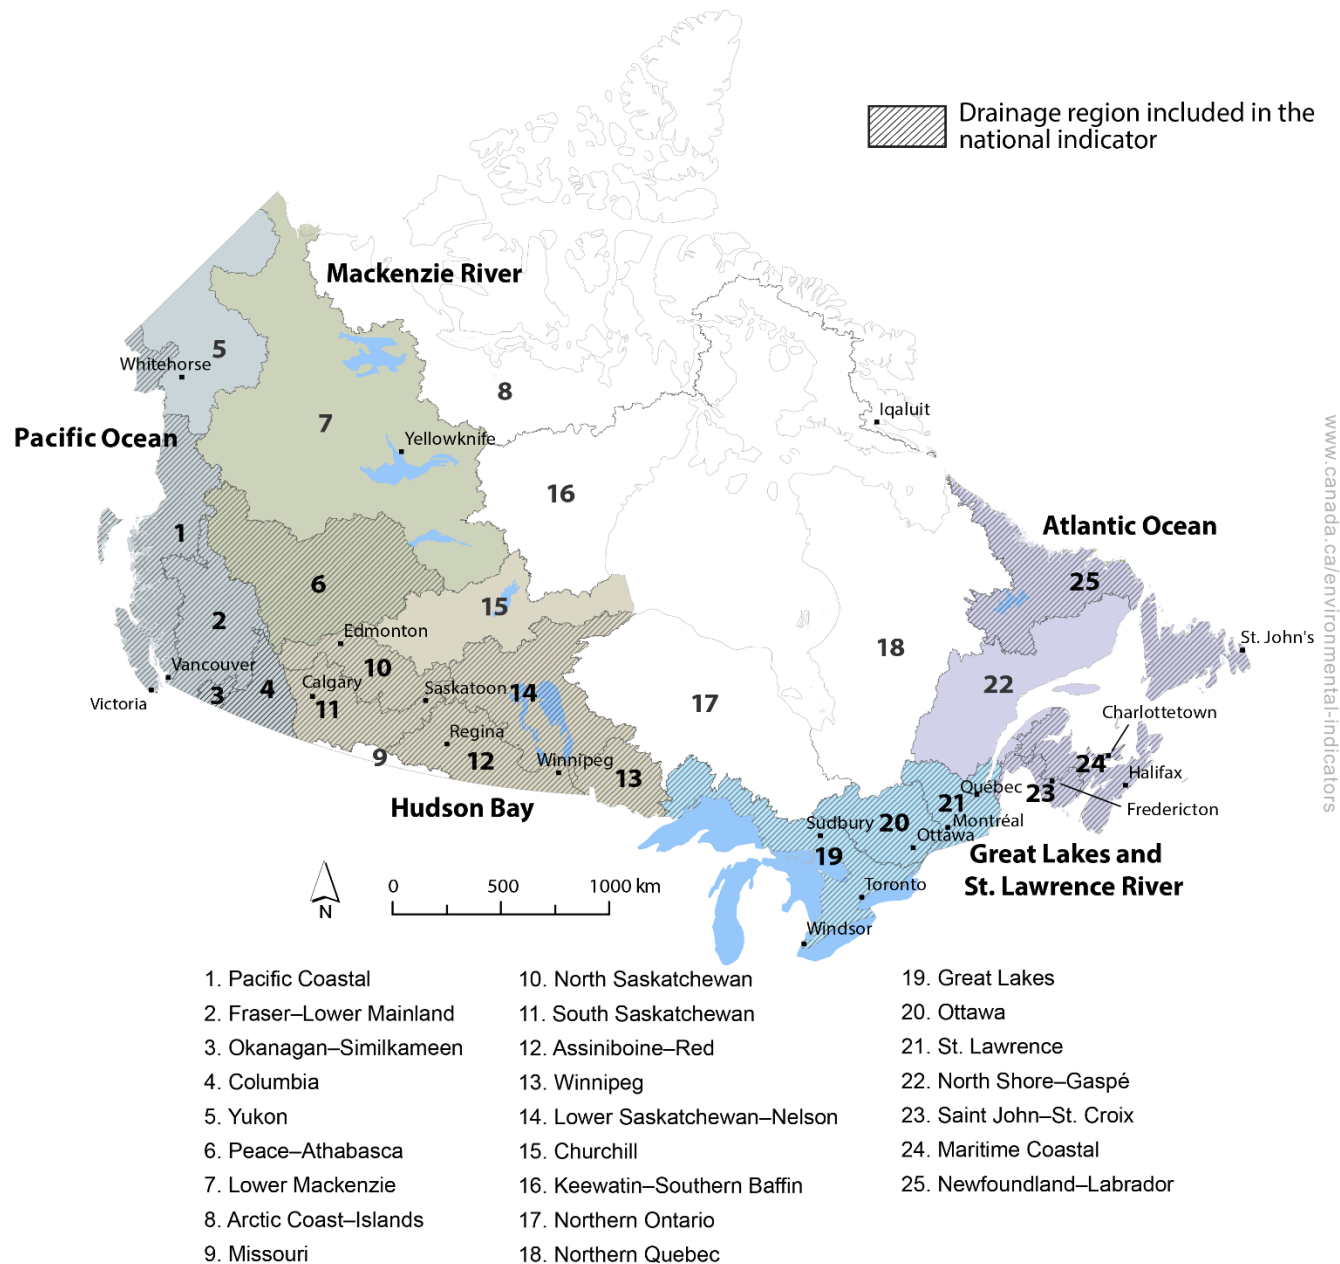 Drainage region included in the
national indicator
Mackenzie River
5
Whitehorse
8
7
Iqaluit
Pacific Ocean
Yellowknife
16
Atlantic Ocean
1
6
25
15
2
Edmonton
St. John's
18
10
Vancouver
Calgary
Saskatoon
14
22
3
4
Victoria
11
17
Charlottetown
Regina
9
12
Winnipeg
13
24
Halifax
Québec
23
21
Fredericton
Sudbury
20
Montréal
Ottawa
Hudson Bay
19
Great Lakes and
St. Lawrence River
Toronto
Windsor
N
0 500 1000 km
www.canada.ca/environmental-indicators
1. Pacific Coastal
2. Fraser–Lower Mainland
3. Okanagan–Similkameen
4. Columbia
5. Yukon
6. Peace–Athabasca
7. Lower Mackenzie
8. Arctic Coast–Islands
9. Missouri
10. North Saskatchewan
11. South Saskatchewan
12. Assiniboine–Red
13. Winnipeg
14. Lower Saskatchewan–Nelson
15. Churchill
16. Keewatin–Southern Baffin
17. Northern Ontario
18. Northern Quebec
19. Great Lakes
20. Ottawa
21. St. Lawrence
22. North Shore–Gaspé
23. Saint John–St. Croix
24. Maritime Coastal
25. Newfoundland–Labrador